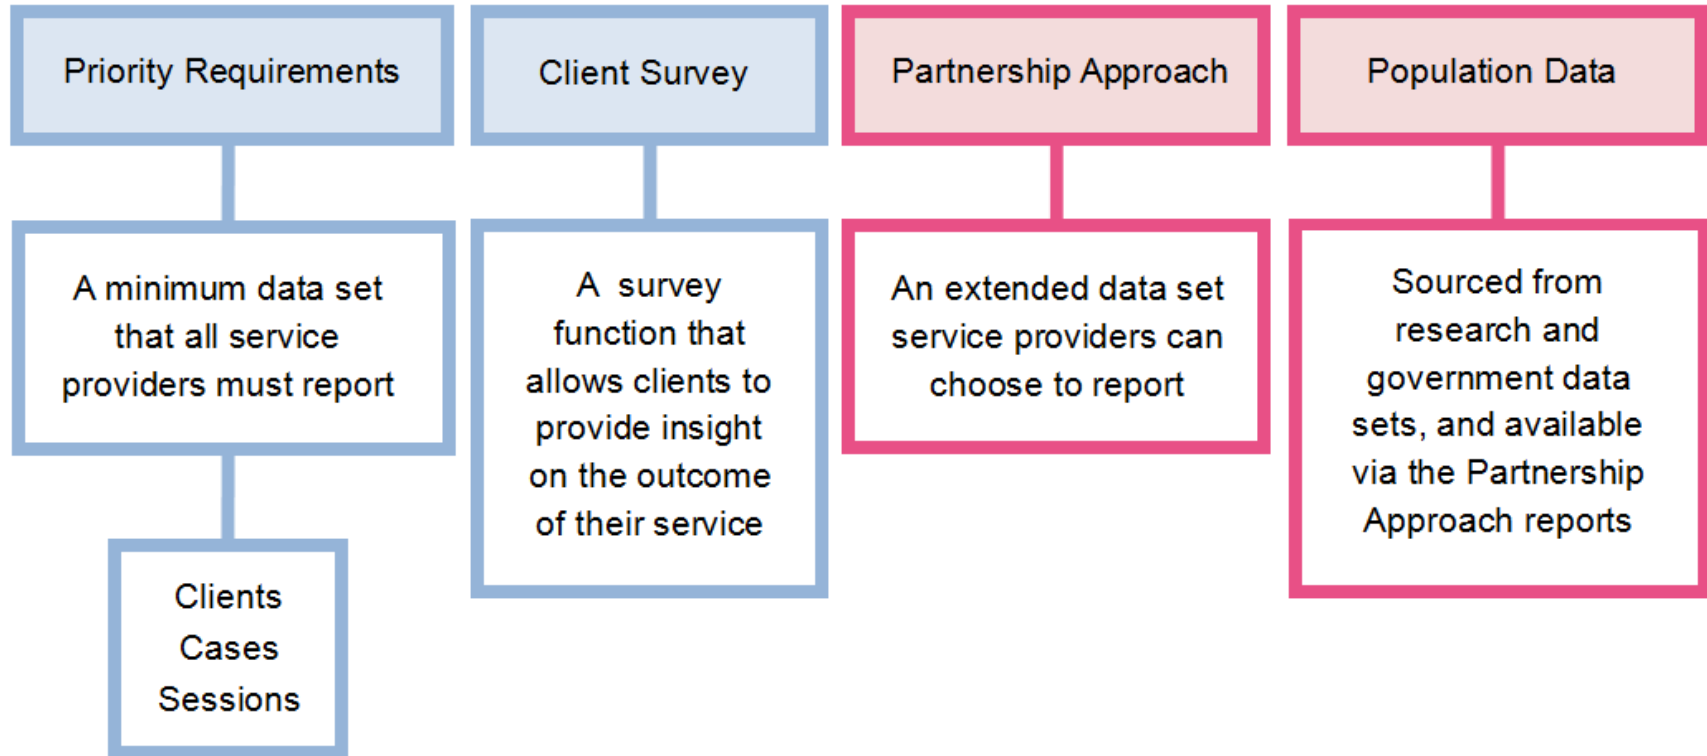 Priority Requirements
Client Survey
Partnership Approach
Population Data
A minimum data set
that all service
providers must report
A survey
function that
allows clients to
provide insight
on the outcome
of their service
An extended data set
service providers can
choose to report
Sourced from
research and
government data
sets, and available
via the Partnership
Approach reports
Clients
Cases
Sessions